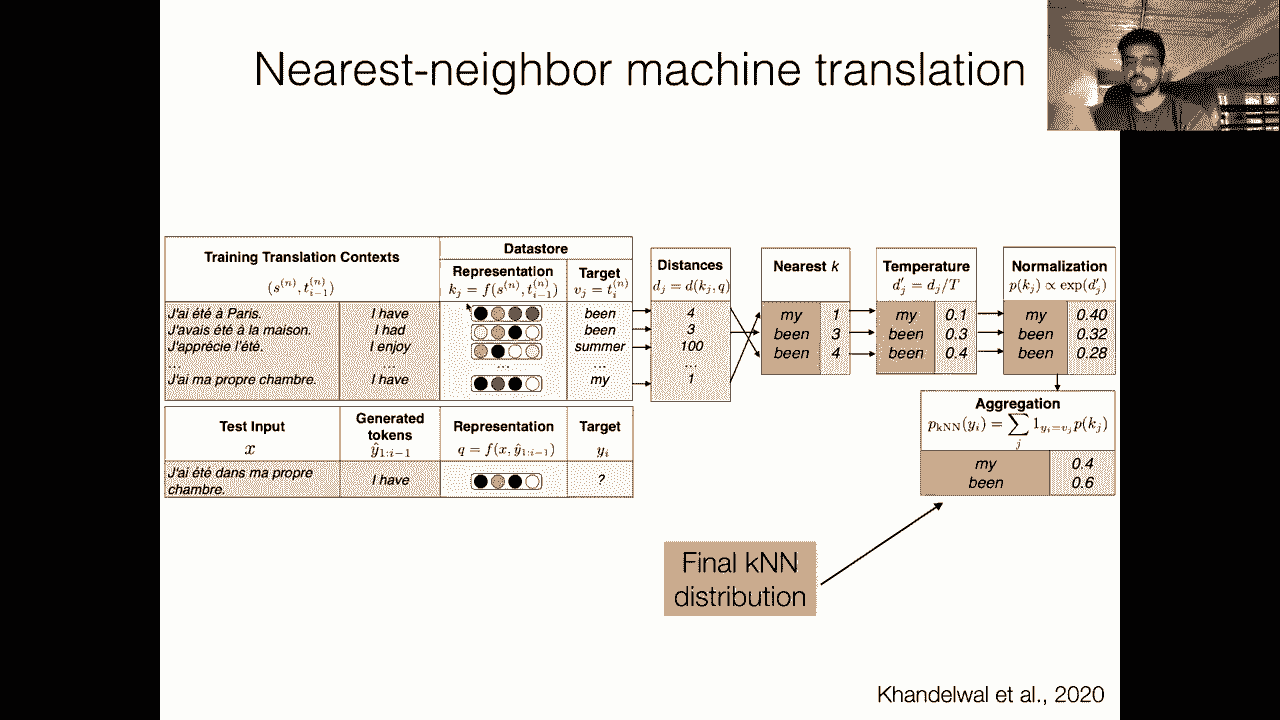 Nearest-neighbor machine translation
Training Translation Contexts
(s^{(n)}, t_{i-1}^{(n)})
Datastore
Representation
k_j = f(s^{(n)}, t_{i-1}^{(n)})
Target
v_j = t_i^{(n)}
J'ai été à Paris. I have been
J'avais été à la maison. I had been
J'apprécie l'été. I enjoy summer
... ... ...
J'ai ma propre chambre. I have my
Distances
d_j = d(k_j, q)
4
3
100
...
1
Nearest k
my 1
been 3
been 4
Temperature
d'_j = d_j/T
my 0.1
been 0.3
been 0.4
Normalization
p(k_j) ∝ exp(d'_j)
my 0.40
been 0.32
been 0.28
Aggregation
p_{kNN}(y_i) = ∑_j 1_{y_i=v_j} p(k_j)
my 0.4
been 0.6
Test Input
x
Generated
tokens
ŷ_{1:i-1}
Representation
q = f(x, ŷ_{1:i-1})
Target
y_i
J'ai été dans ma propre
chambre.
I have
?
Final kNN
distribution
Khandelwal et al., 2020